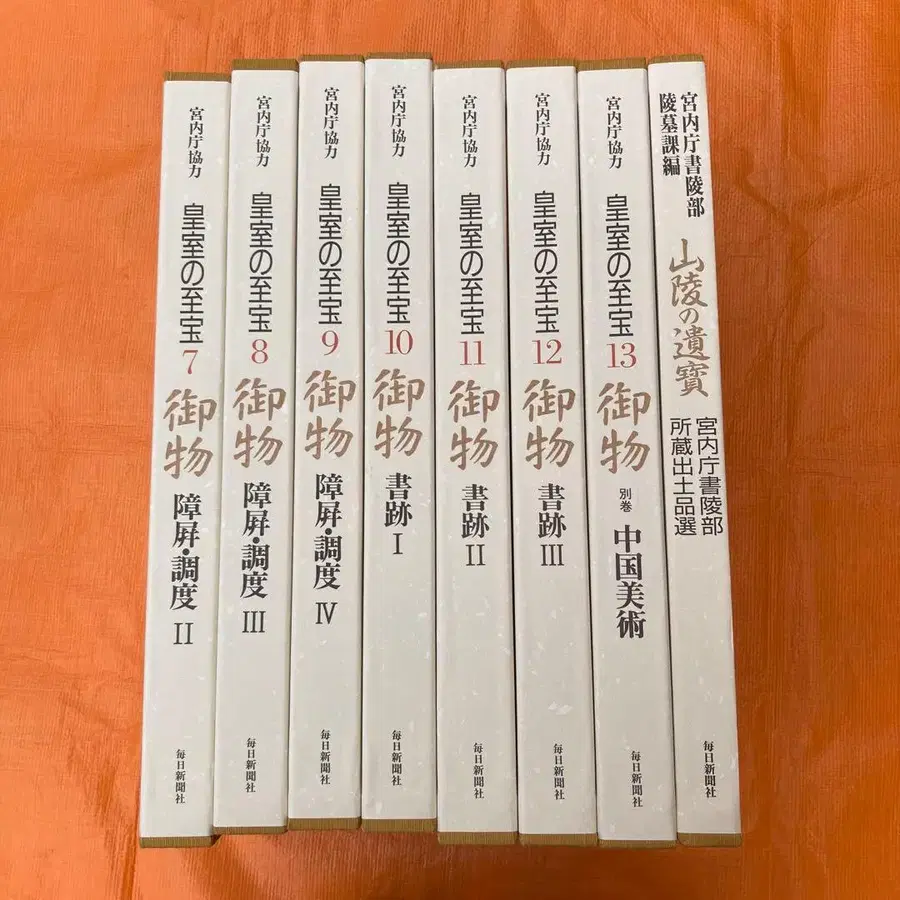 宮内庁協力
皇室の至宝
7
御物
障屏・調度 II
毎日新聞社
宮内庁協力
皇室の至宝
8
御物
障屏・調度 III
毎日新聞社
宮内庁協力
皇室の至宝
9
御物
障屏・調度 IV
毎日新聞社
宮内庁協力
皇室の至宝
10
御物
書跡 I
毎日新聞社
宮内庁協力
皇室の至宝
11
御物
書跡 II
毎日新聞社
宮内庁協力
皇室の至宝
12
御物
書跡 III
毎日新聞社
宮内庁協力
皇室の至宝
13
御物
別巻
中国美術
毎日新聞社
宮内庁書陵部
陵墓課編
山陵の遺寳
宮内庁書陵部
所蔵出土品選
毎日新聞社